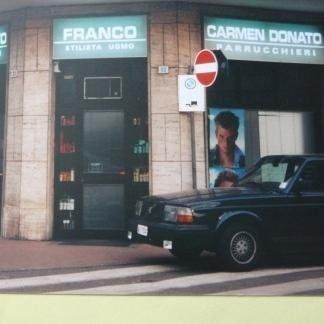 FRANCO
STILISTA UOMO
CARMEN DONATO
PARRUCCHIERI